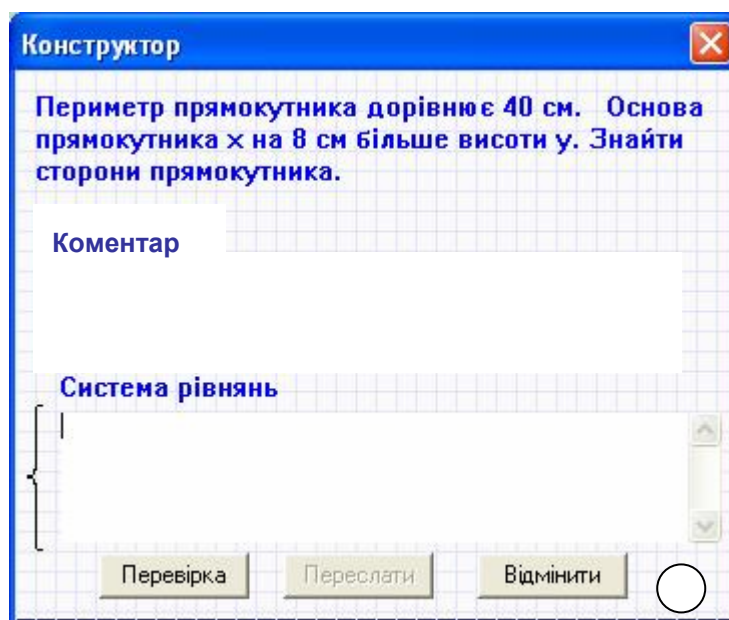 Конструктор
Периметр прямокутника дорівнює 40 см. Основа
прямокутника x на 8 см більше висоти y. Знайти
сторони прямокутника.
Коментар
Система рівнянь
Перевірка Переслати Відмінити